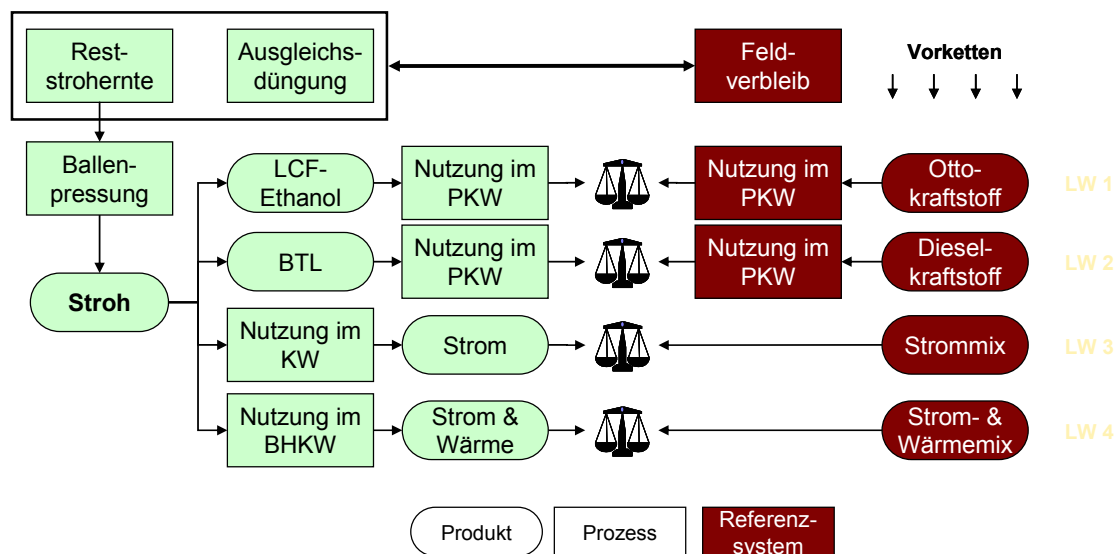 Rest-
strohernte
Ausgleichs-
düngung
Feld-
verbleib
Vorketten
Ballen-
pressung
LCF-
Ethanol
Nutzung im
PKW
Nutzung im
PKW
Otto-
kraftstoff
LW 1
BTL
Nutzung im
PKW
Nutzung im
PKW
Diesel-
kraftstoff
LW 2
Stroh
Nutzung im
KW
Strom
Strommix
LW 3
Nutzung im
BHKW
Strom &
Wärme
Strom- &
Wärmemix
LW 4
Produkt
Prozess
Referenz-
system